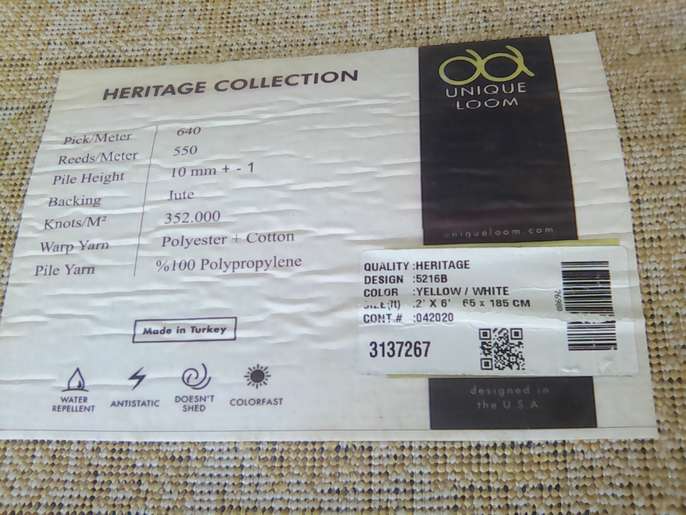 HERITAGE COLLECTION
Pick/Meter 640
Reeds/Meter 550
Pile Height 10 mm + - 1
Backing Jute
Knots/M² 352.000
Warp Yarn Polyester + Cotton
Pile Yarn %100 Polypropylene
Made in Turkey
WATER REPELLENT
ANTISTATIC
DOESN'T SHED
COLORFAST
UNIQUE
LOOM
uniqueloom.com
QUALITY :HERITAGE
DESIGN :5216B
COLOR :YELLOW / WHITE
SIZE(ft) :2' X 6' 65 x 185 CM
CONT.# :042020
3137267
designed in
the U.S.A.